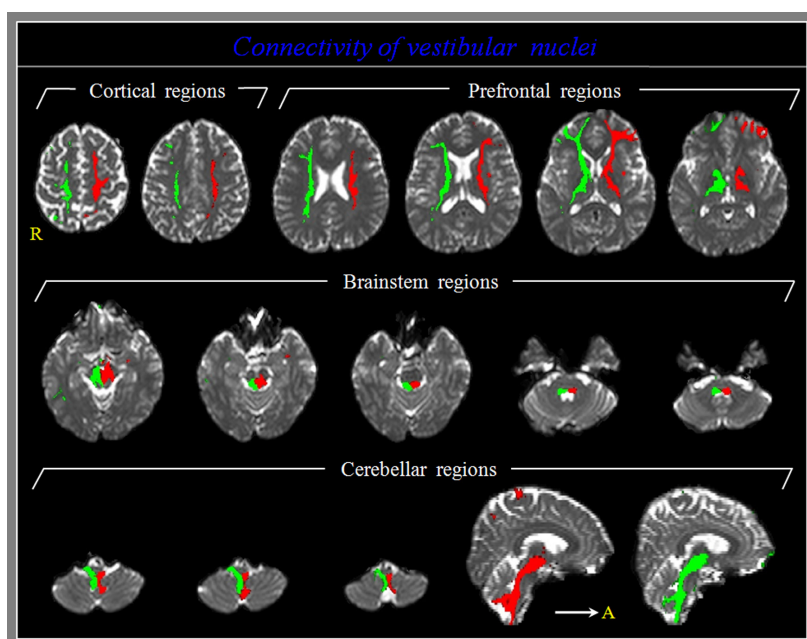 Connectivity of vestibular nuclei
Cortical regions
Prefrontal regions
R
Brainstem regions
Cerebellar regions
A